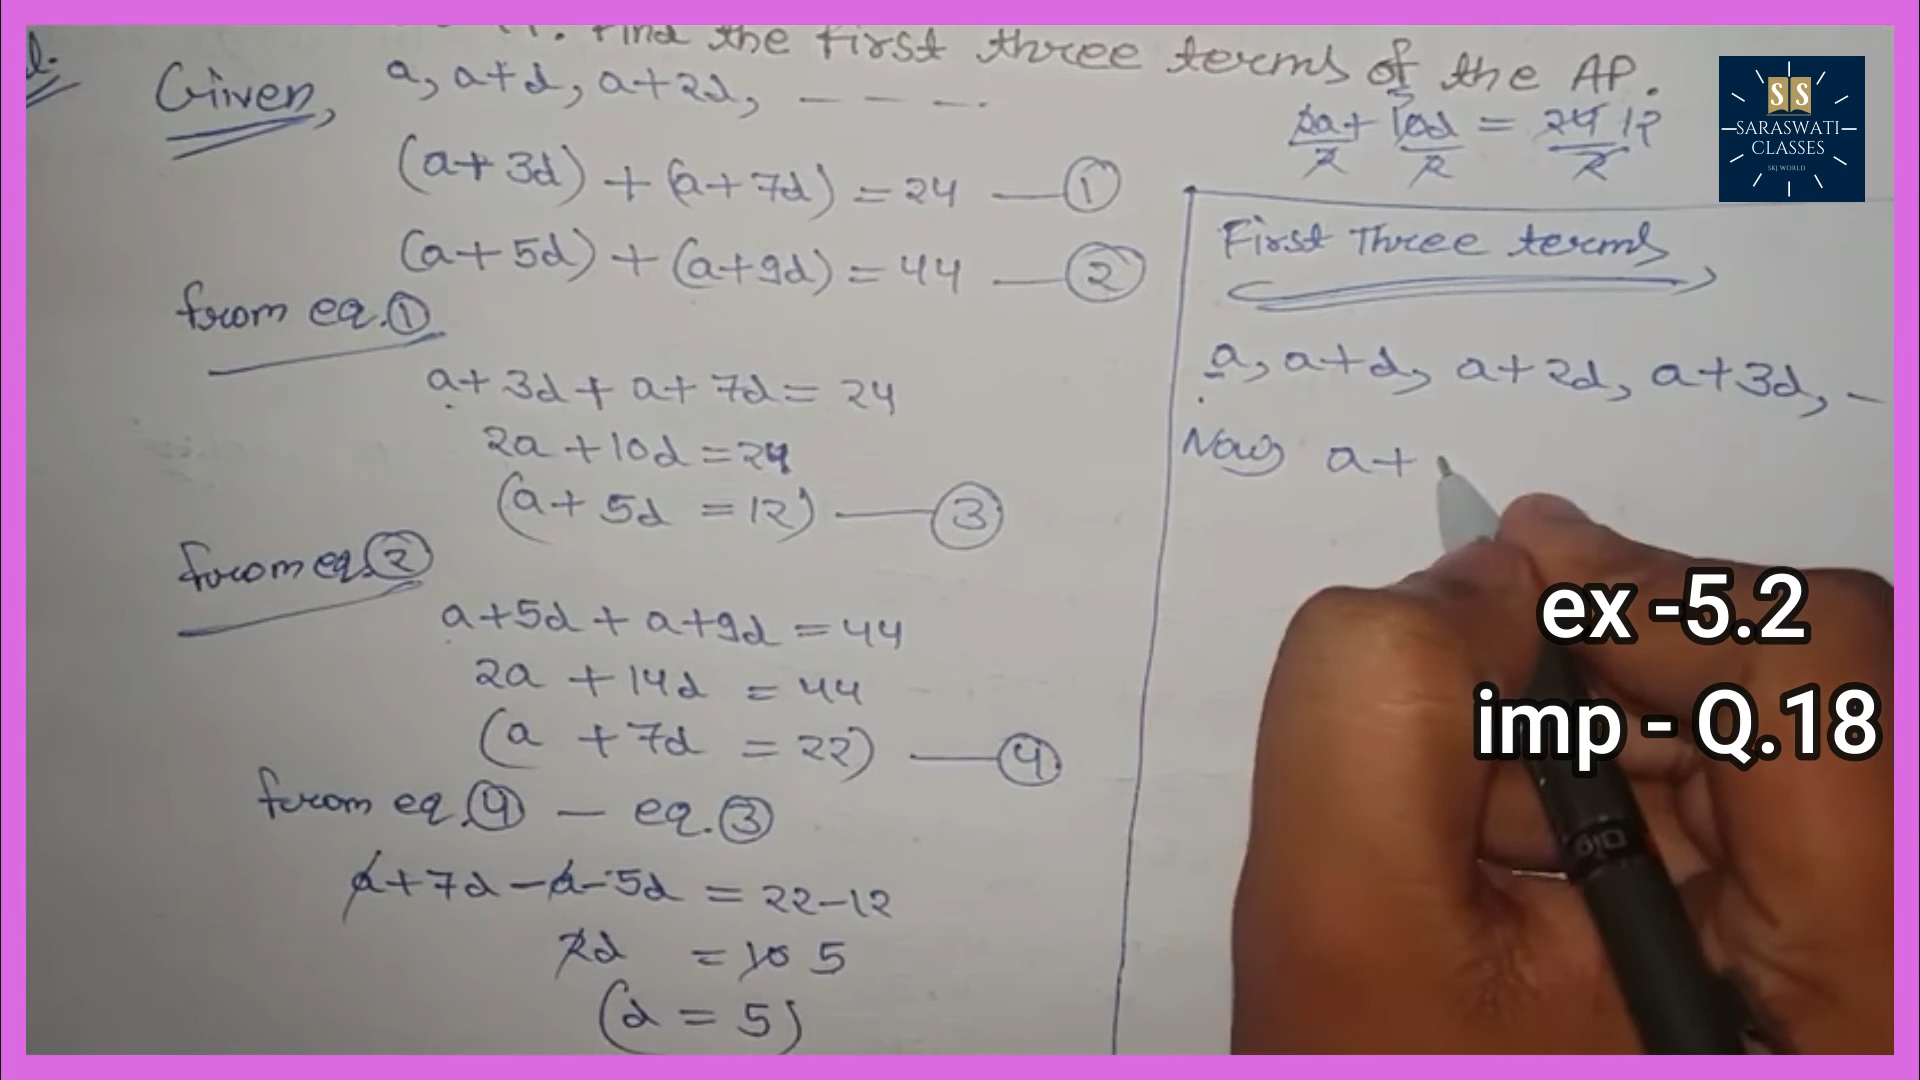 Find the first three terms of the AP.
Given, a, a+d, a+2d, - - - -
(a+3d) + (a+7d) = 24 — ①
(a+5d) + (a+9d) = 44 — ②
from eq.①
a+3d+a+7d=24
2a+10d=24
(a+5d=12) — ③
from eq.②
a+5d+a+9d=44
2a+14d=44
(a+7d=22) — ④
from eq.④ — eq.③
a+7d-a-5d=22-12
2d = 10 5
(d = 5)
2a/2 + 10d/2 = 24/2 12
First Three terms
a, a+d, a+2d, a+3d, -
Now a+
SS
SARASWATI
CLASSES
SKJ WORLD
ex -5.2
imp - Q.18